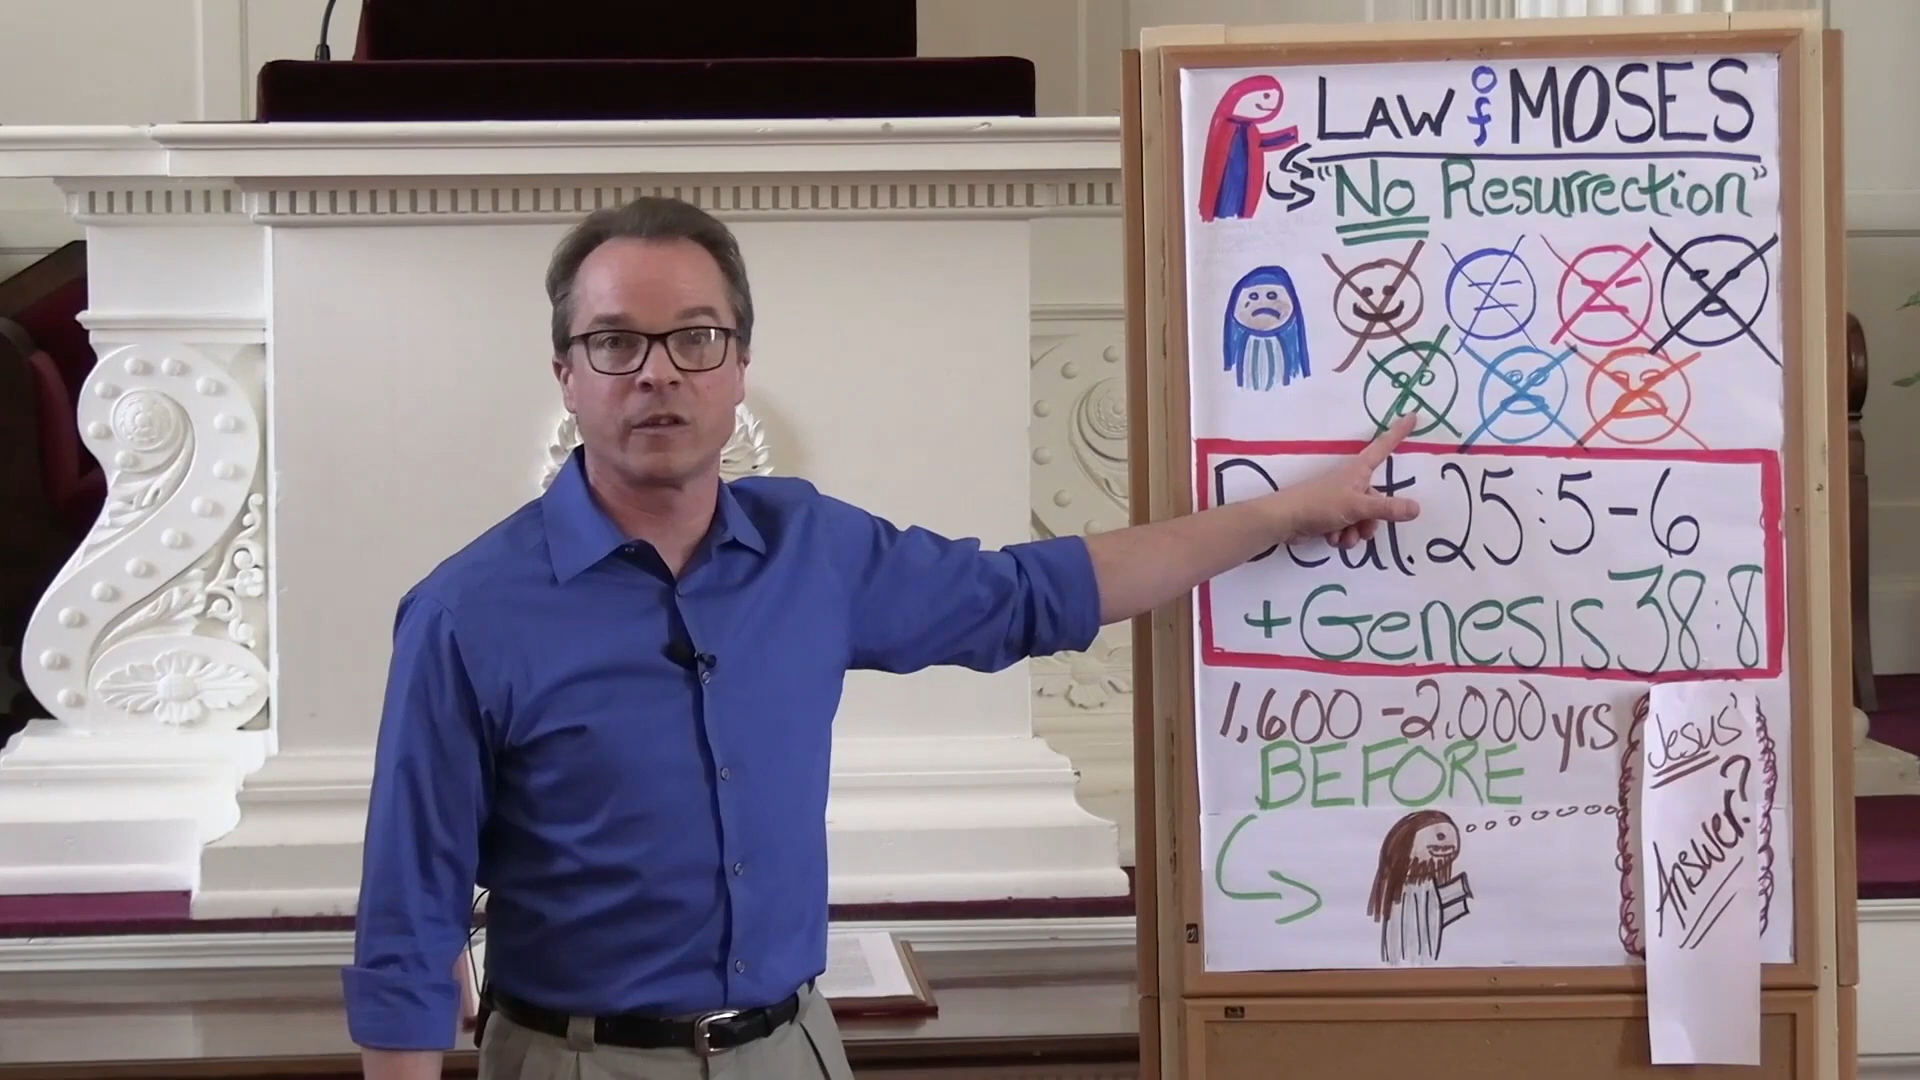 LAW of MOSES
"No Resurrection"
Deut. 25:5-6
+Genesis 38:8
1,600-2,000 yrs
BEFORE
Jesus'
Answer?